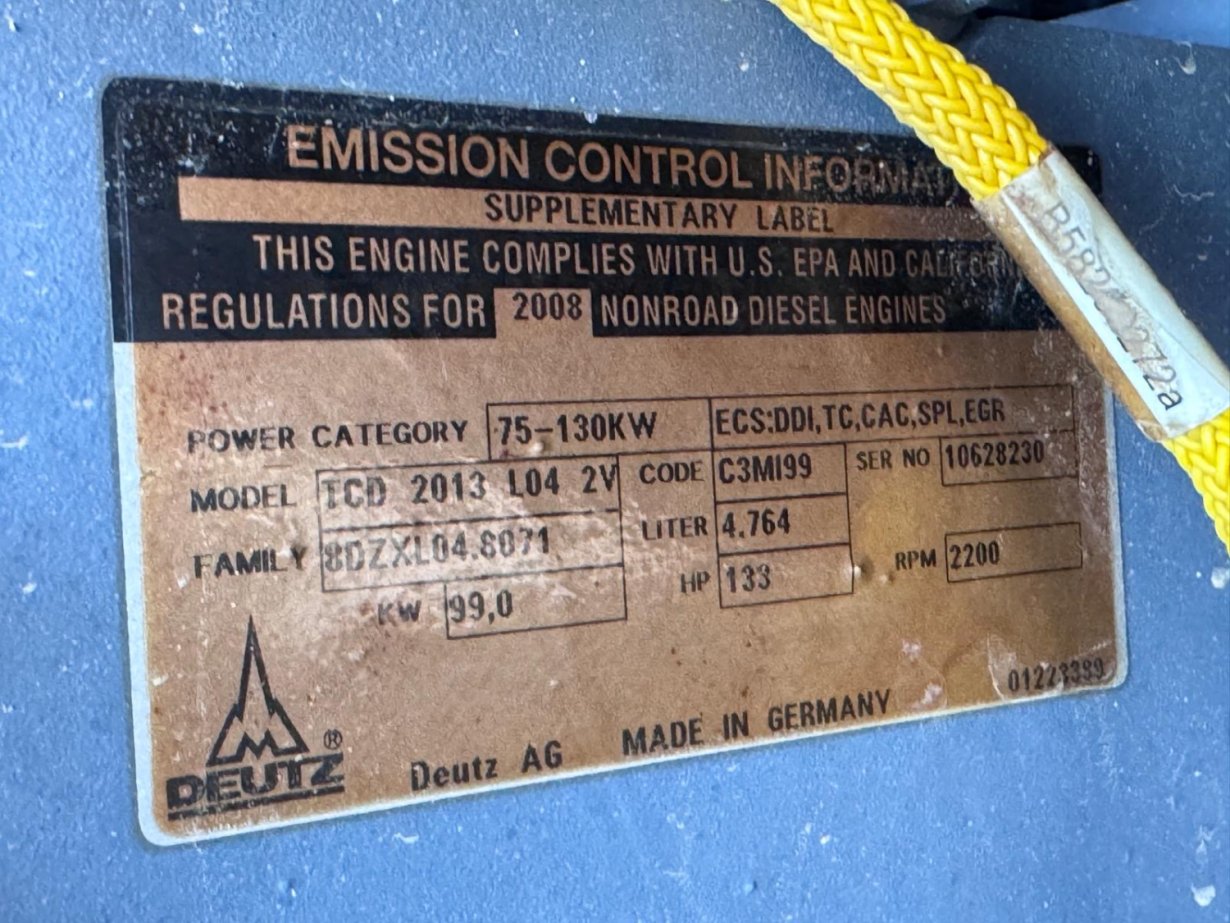 EMISSION CONTROL INFORMAT
SUPPLEMENTARY LABEL
THIS ENGINE COMPLIES WITH U.S. EPA AND CALIFORN
REGULATIONS FOR 2008 NONROAD DIESEL ENGINES
POWER CATEGORY 75-130KW ECS:DDI,TC,CAC,SPL,EGR
MODEL TCD 2013 L04 2V CODE C3MI99 SER NO 10628230
FAMILY 8DZXL04.8071 LITER 4.764
KW 99,0 HP 133 RPM 2200
DEUTZ ®
Deutz AG MADE IN GERMANY